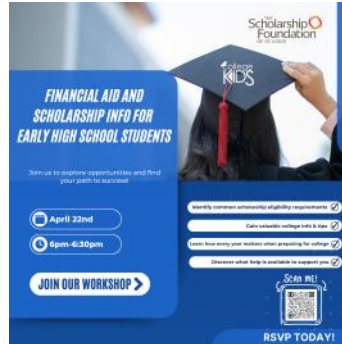 THE
Scholarship
Foundation
OF ST LOUIS
College
KIDS
FINANCIAL AID AND
SCHOLARSHIP INFO FOR
EARLY HIGH SCHOOL STUDENTS
Join us to explore opportunities and find
your path to success!
April 22nd
6pm-6:30pm
JOIN OUR WORKSHOP
Identify common scholarship eligibility requirements
Gain valuable college info & tips
Learn how every year matters when preparing for college
Discover what help is available to support you
SCAN ME!
RSVP TODAY!